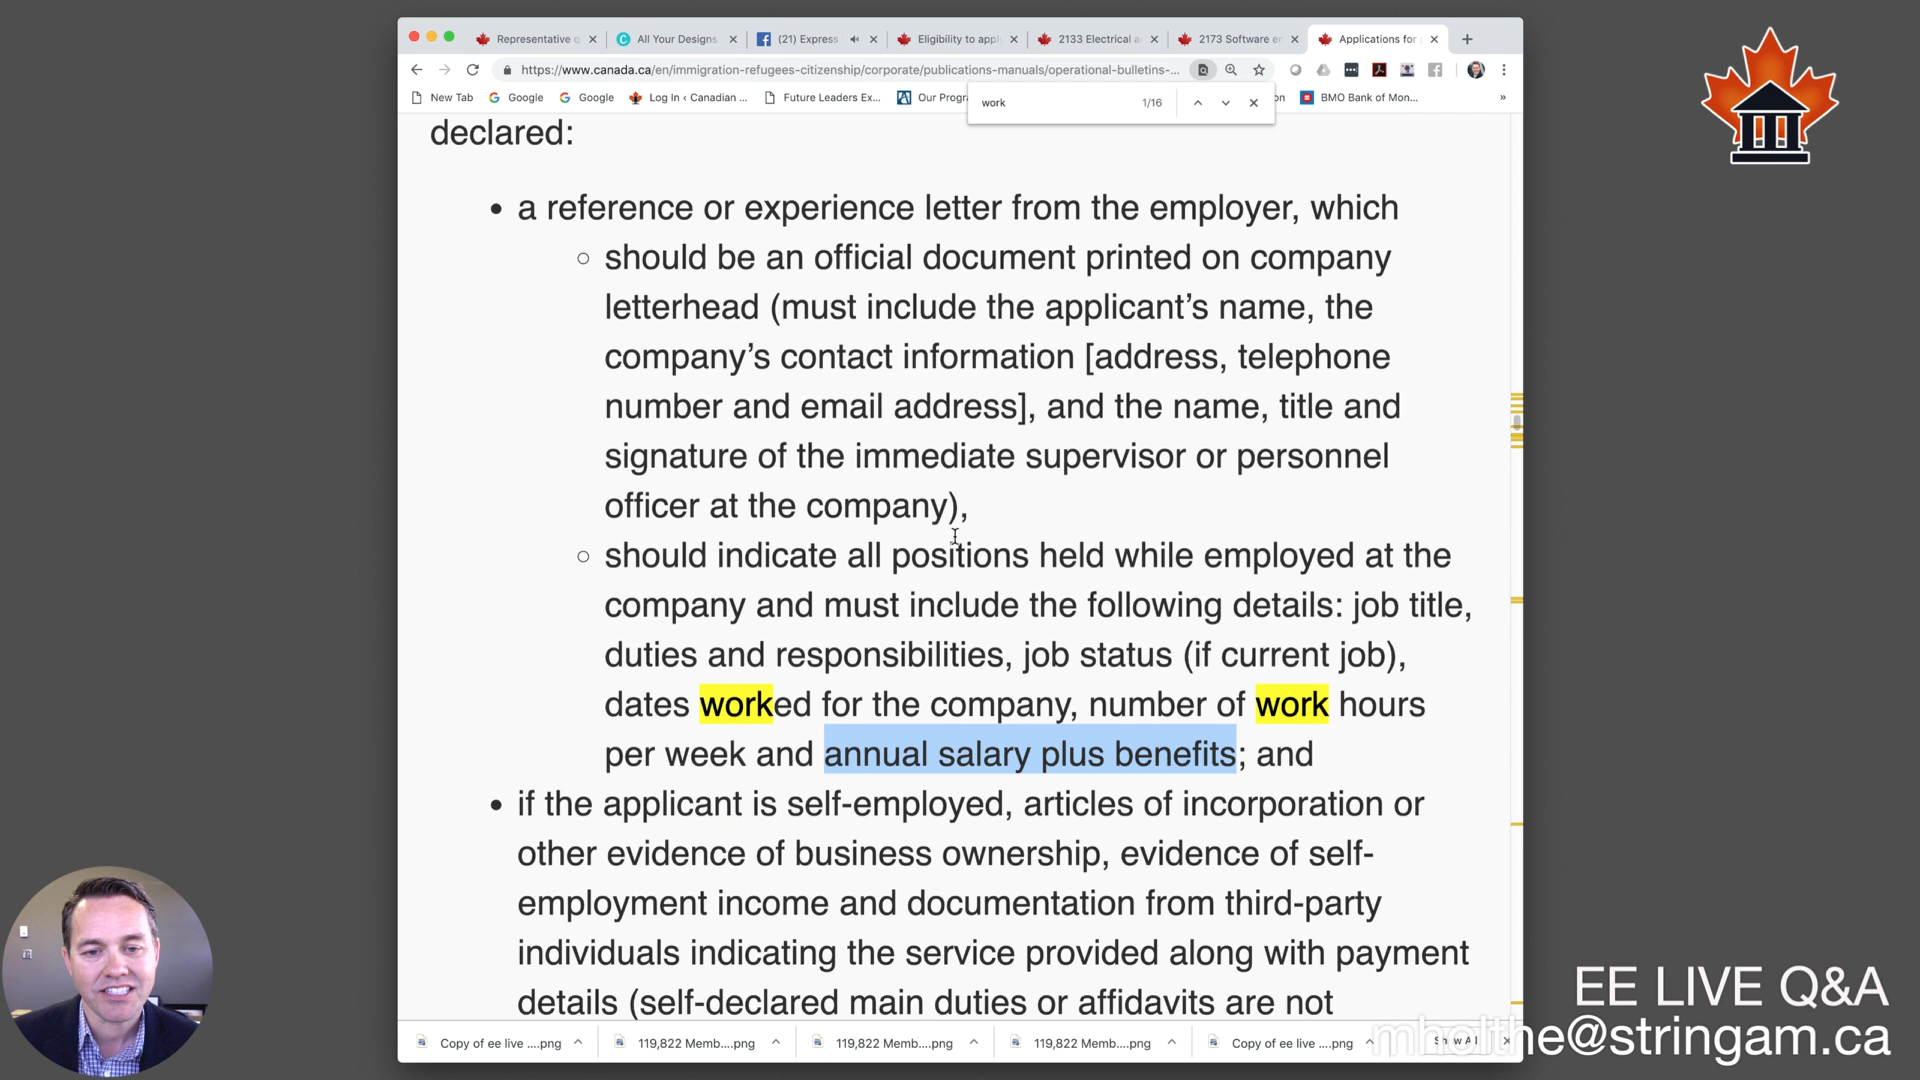 Representative q
All Your Designs
(21) Express
Eligibility to appl
2133 Electrical a
2173 Software en
Applications for
https://www.canada.ca/en/immigration-refugees-citizenship/corporate/publications-manuals/operational-bulletins-...
New Tab
Google
Google
Log In ‹ Canadian ...
Future Leaders Ex...
Our Progr
BMO Bank of Mon...
»
work
1/16
declared:
• a reference or experience letter from the employer, which
○ should be an official document printed on company
letterhead (must include the applicant's name, the
company's contact information [address, telephone
number and email address], and the name, title and
signature of the immediate supervisor or personnel
officer at the company),
○ should indicate all positions held while employed at the
company and must include the following details: job title,
duties and responsibilities, job status (if current job),
dates worked for the company, number of work hours
per week and annual salary plus benefits; and
• if the applicant is self-employed, articles of incorporation or
other evidence of business ownership, evidence of self-
employment income and documentation from third-party
individuals indicating the service provided along with payment
details (self-declared main duties or affidavits are not
Copy of ee live ....png
119,822 Memb....png
119,822 Memb....png
119,822 Memb....png
Copy of ee live ....png
Show All
EE LIVE Q&A
mholthe@stringam.ca